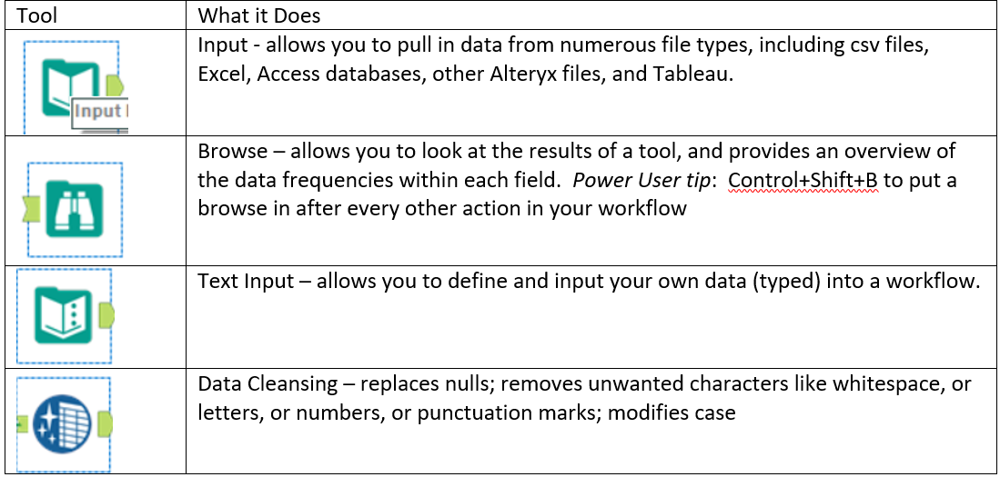 Tool
What it Does
Input
Input - allows you to pull in data from numerous file types, including csv files,
Excel, Access databases, other Alteryx files, and Tableau.
Browse – allows you to look at the results of a tool, and provides an overview of
the data frequencies within each field.  Power User tip:  Control+Shift+B to put a
browse in after every other action in your workflow
Text Input – allows you to define and input your own data (typed) into a workflow.
Data Cleansing – replaces nulls; removes unwanted characters like whitespace, or
letters, or numbers, or punctuation marks; modifies case